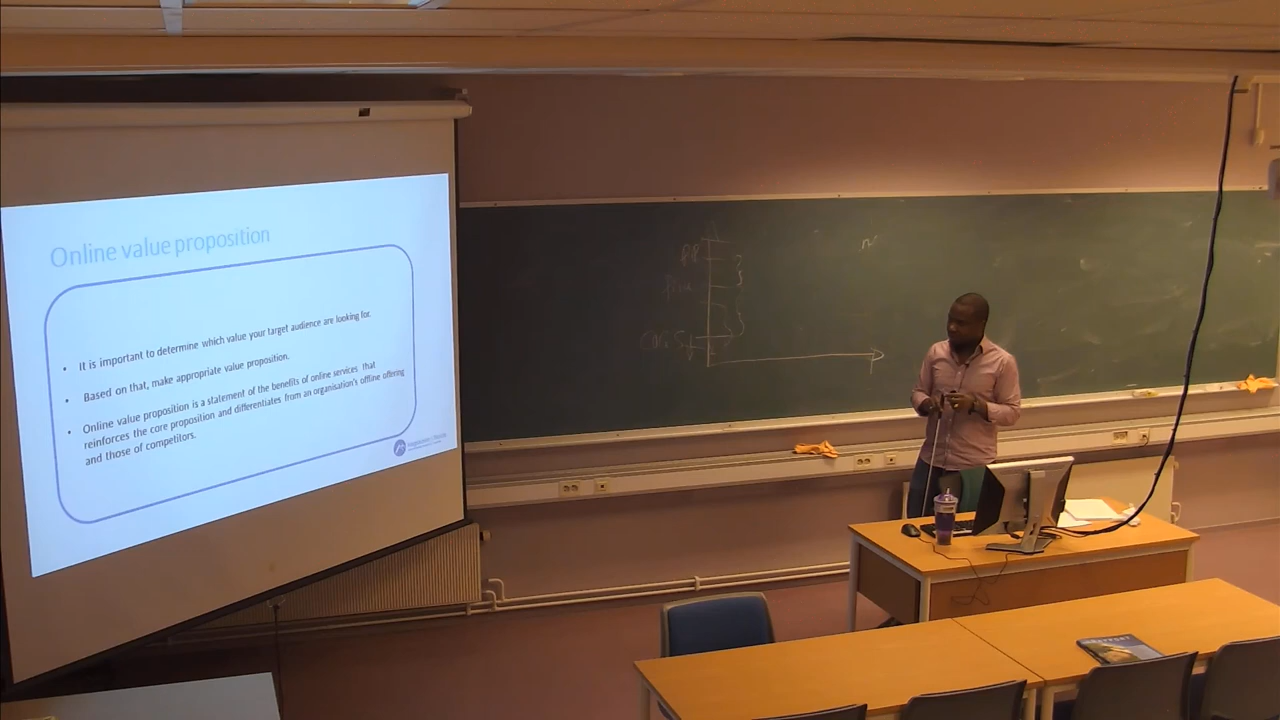 Online value proposition
It is important to determine which value your target audience are looking for.
Based on that, make appropriate value proposition.
Online value proposition is a statement of the benefits of online services that
reinforces the core proposition and differentiates from an organisation's offline offering
and those of competitors.